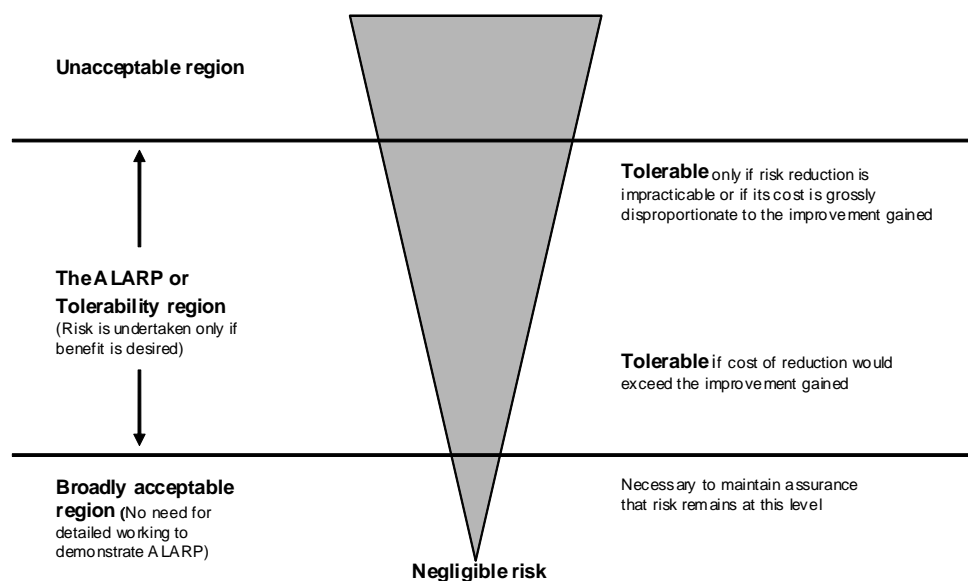 Unacceptable region
Tolerable only if risk reduction is
impracticable or if its cost is grossly
disproportionate to the improvement gained
The ALARP or
Tolerability region
(Risk is undertaken only if
benefit is desired)
Tolerable if cost of reduction would
exceed the improvement gained
Broadly acceptable
region (No need for
detailed working to
demonstrate ALARP)
Necessary to maintain assurance
that risk remains at this level
Negligible risk